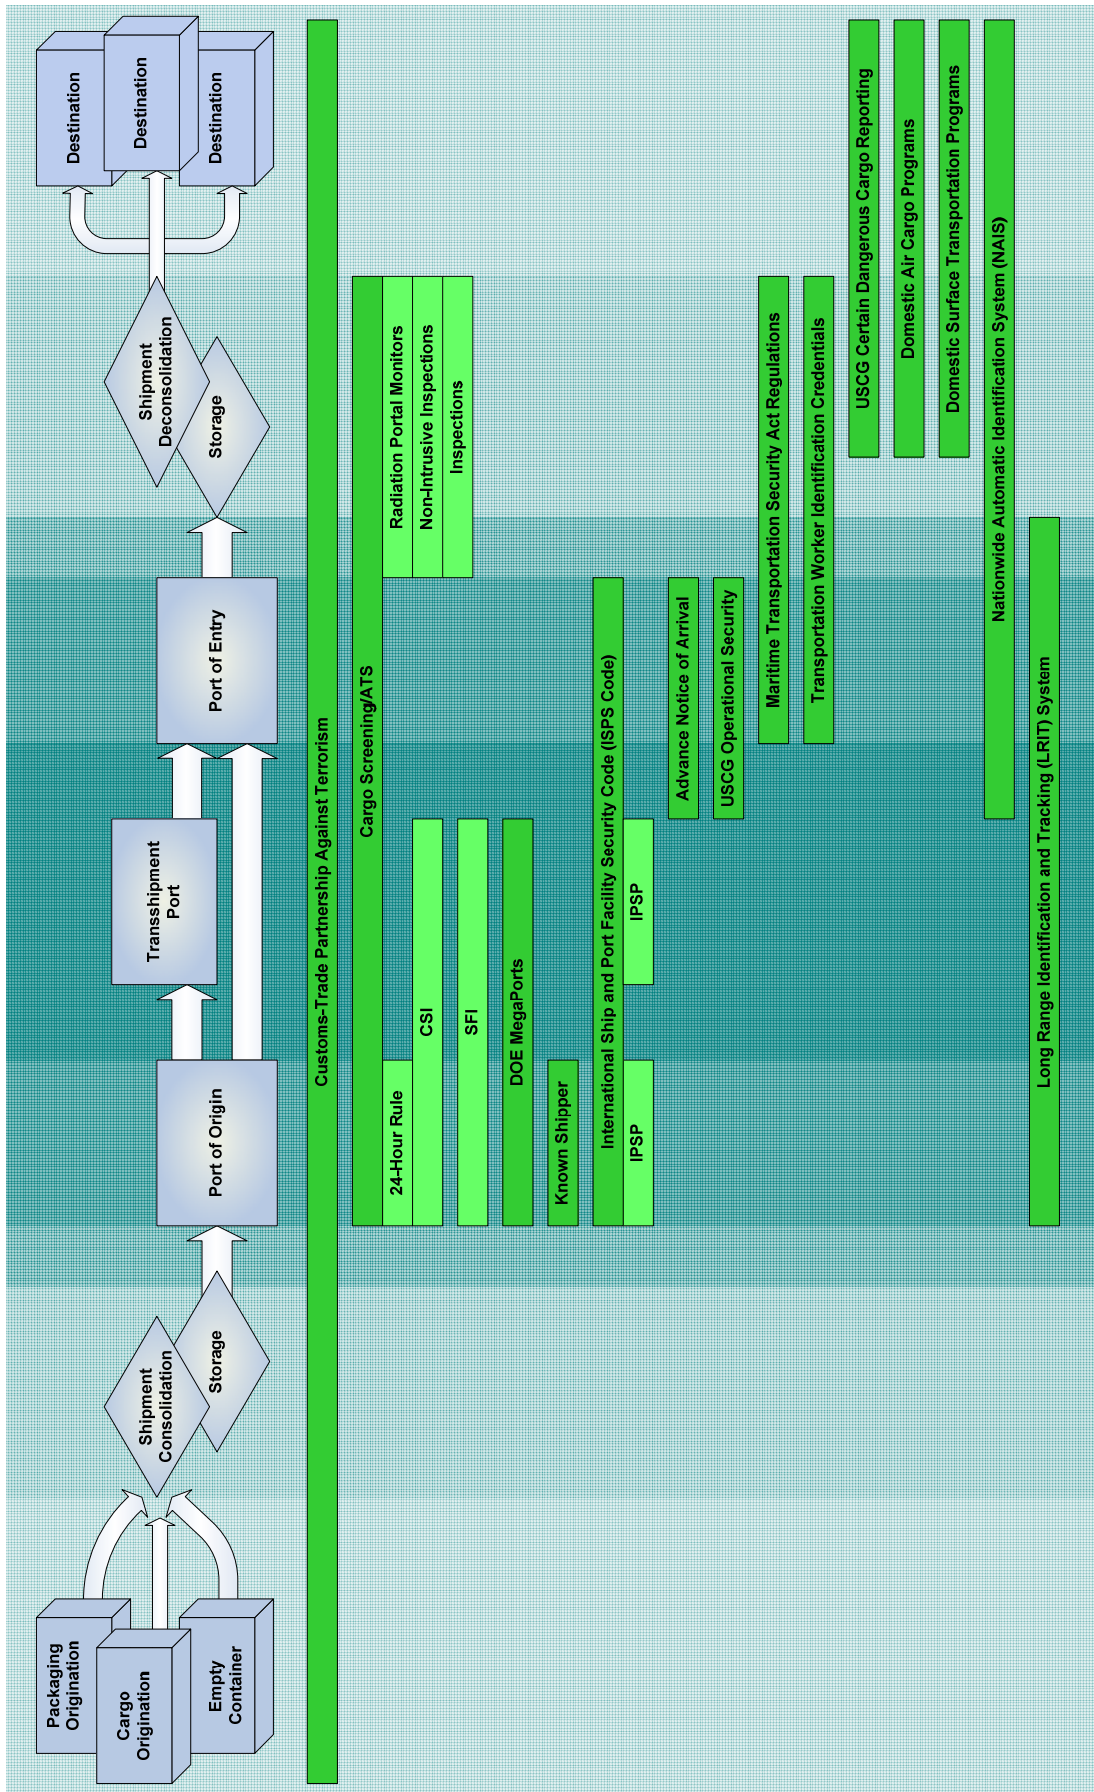 Packaging
Origination
Cargo
Origination
Empty
Container
Shipment
Consolidation
Storage
Port of Origin
Transshipment
Port
Port of Entry
Shipment
Deconsolidation
Storage
Destination
Destination
Destination
Customs-Trade Partnership Against Terrorism
Cargo Screening/ATS
24-Hour Rule
Radiation Portal Monitors
CSI
Non-Intrusive Inspections
Inspections
SFI
DOE MegaPorts
Known Shipper
International Ship and Port Facility Security Code (ISPS Code)
IPSP
IPSP
Advance Notice of Arrival
USCG Operational Security
Maritime Transportation Security Act Regulations
Transportation Worker Identification Credentials
USCG Certain Dangerous Cargo Reporting
Domestic Air Cargo Programs
Domestic Surface Transportation Programs
Nationwide Automatic Identification System (NAIS)
Long Range Identification and Tracking (LRIT) System